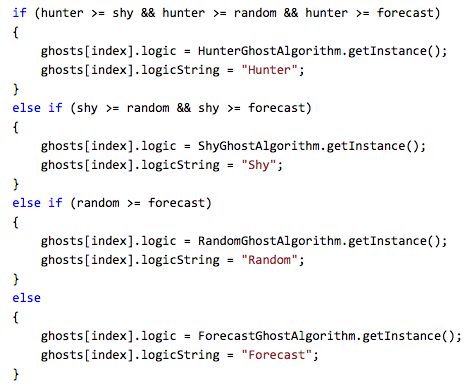 if (hunter >= shy && hunter >= random && hunter >= forecast)
{
    ghosts[index].logic = HunterGhostAlgorithm.getInstance();
    ghosts[index].logicString = "Hunter";
}
else if (shy >= random && shy >= forecast)
{
    ghosts[index].logic = ShyGhostAlgorithm.getInstance();
    ghosts[index].logicString = "Shy";
}
else if (random >= forecast)
{
    ghosts[index].logic = RandomGhostAlgorithm.getInstance();
    ghosts[index].logicString = "Random";
}
else
{
    ghosts[index].logic = ForecastGhostAlgorithm.getInstance();
    ghosts[index].logicString = "Forecast";
}